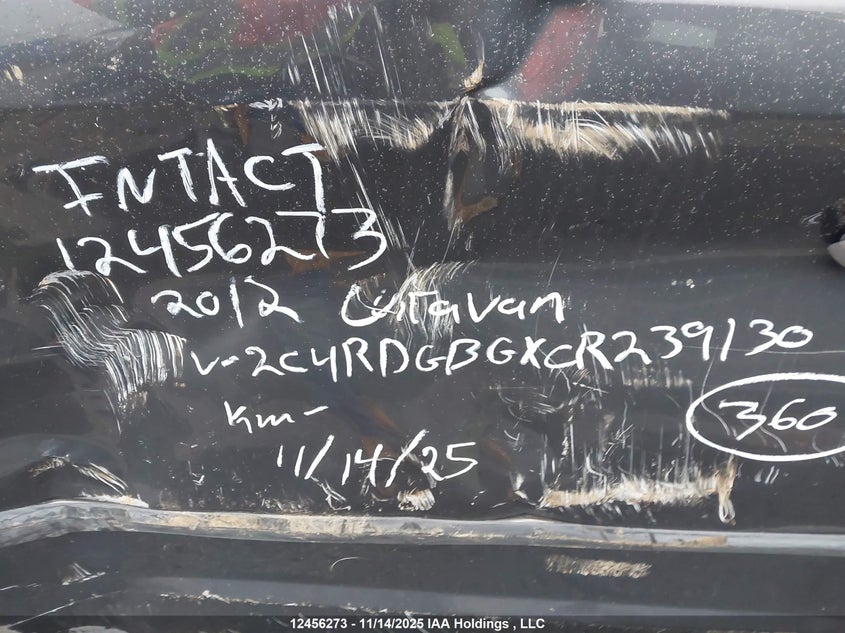 INTACT
12456273
2012 Caravan
V-2C4RDGBGXCR239130
360
Km-
11/14/25
12456273 - 11/14/2025 IAA Holdings , LLC